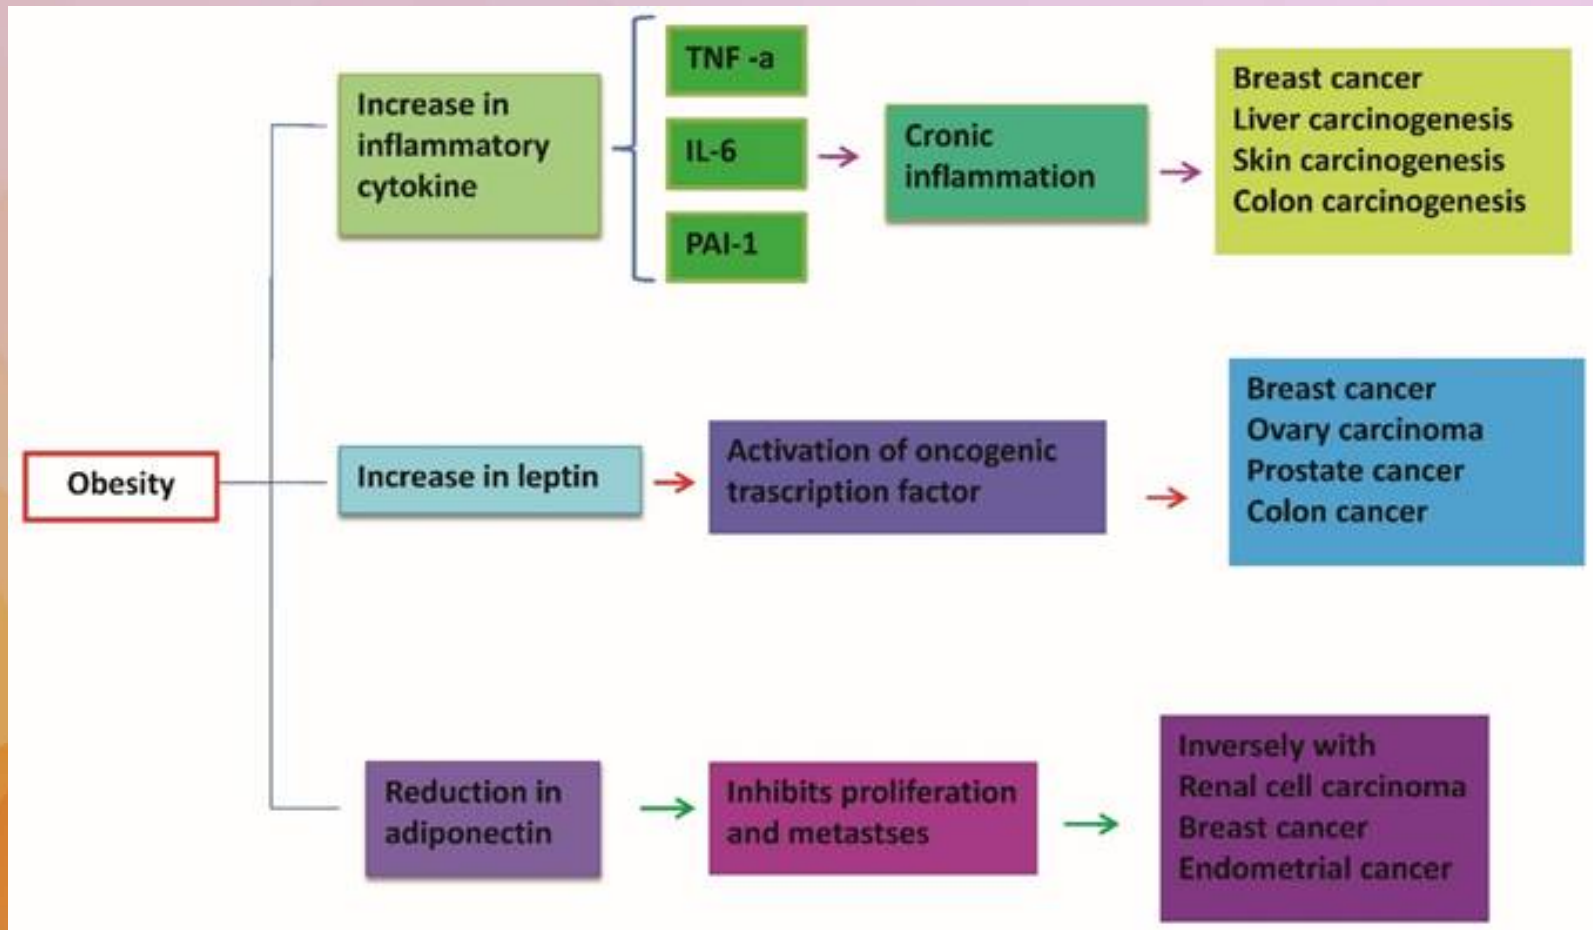 Obesity
Increase in
inflammatory
cytokine
TNF -a
IL-6
PAI-1
Cronic
inflammation
Breast cancer
Liver carcinogenesis
Skin carcinogenesis
Colon carcinogenesis
Increase in leptin
Activation of oncogenic
trascription factor
Breast cancer
Ovary carcinoma
Prostate cancer
Colon cancer
Reduction in
adiponectin
Inhibits proliferation
and metastses
Inversely with
Renal cell carcinoma
Breast cancer
Endometrial cancer